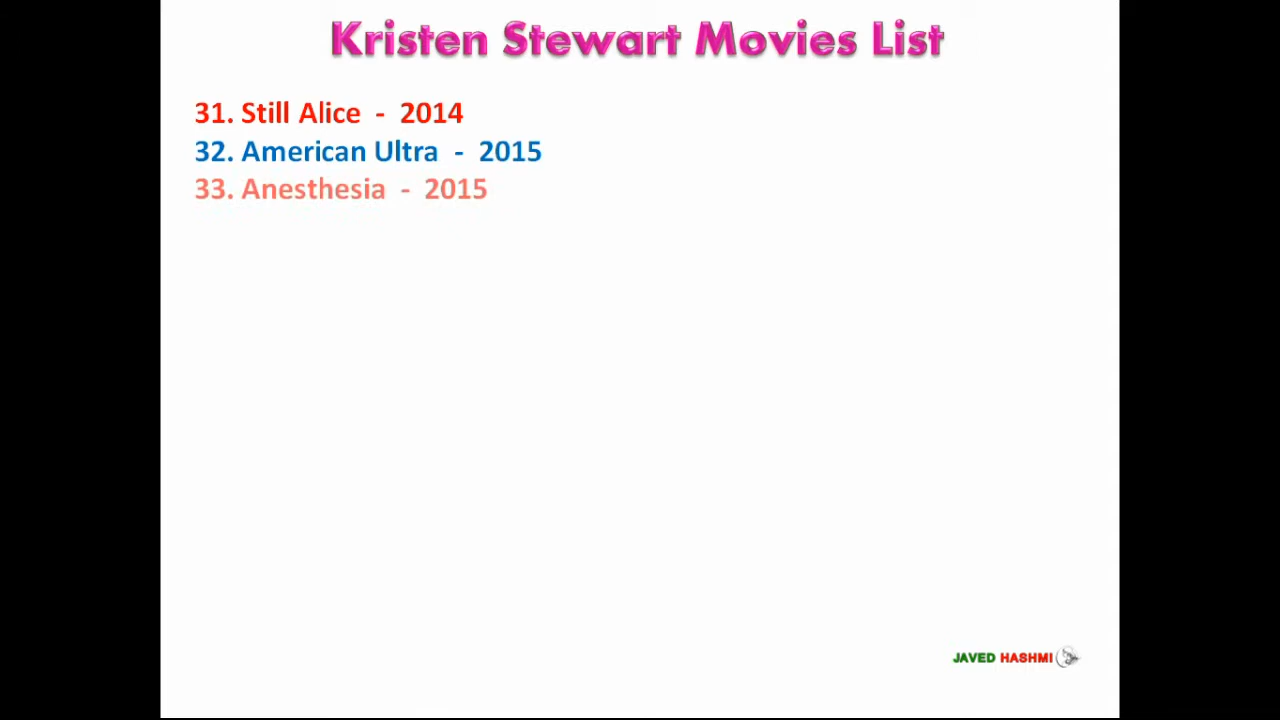 Kristen Stewart Movies List
31. Still Alice - 2014
32. American Ultra - 2015
33. Anesthesia - 2015
JAVED HASHMI